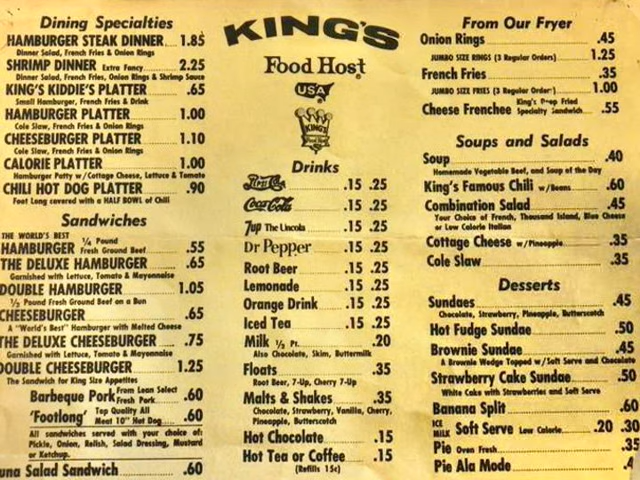 Dining Specialties
HAMBURGER STEAK DINNER 1.85
Dinner Salad, French Fries & Onion Rings
SHRIMP DINNER Extra Fancy 2.25
Dinner Salad, French Fries, Onion Rings & Shrimp Sauce
KING'S KIDDIE'S PLATTER .65
Small Hamburger, French Fries & Drink
HAMBURGER PLATTER 1.00
Cole Slaw, French Fries & Onion Rings
CHEESEBURGER PLATTER 1.10
Cole Slaw, French Fries & Onion Rings
CALORIE PLATTER 1.00
Hamburger Patty w/Cottage Cheese, Lettuce & Tomato
CHILI HOT DOG PLATTER .90
Foot Long covered with a HALF BOWL of Chili
Sandwiches
THE WORLD'S BEST
HAMBURGER 1/4 Pound Fresh Ground Beef .55
THE DELUXE HAMBURGER .65
Garnished with Lettuce, Tomato & Mayonnaise
DOUBLE HAMBURGER 1.05
1/2 Pound Fresh Ground Beef on a Bun
CHEESEBURGER .65
A "World's Best" Hamburger with Melted Cheese
THE DELUXE CHEESEBURGER .75
Garnished with Lettuce, Tomato & Mayonnaise
DOUBLE CHEESEBURGER 1.25
The Sandwich for King Size Appetites
Barbeque Pork From Lean Select Fresh Pork .60
'Footlong' Top Quality All Meat 10" Hot Dog .60
All sandwiches served with your choice of:
Pickle, Onion, Relish, Salad Dressing, Mustard
or Ketchup.
una Salad Sandwich .60
KING'S
Food Host
USA
KING'S
Drinks
Pepsi-Cola .15 .25
Coca-Cola .15 .25
7up The Uncola .15 .25
Dr Pepper .15 .25
Root Beer .15 .25
Lemonade .15 .25
Orange Drink .15 .25
Iced Tea .15 .25
Milk 1/2 Pt. .20
Also Chocolate, Skim, Buttermilk
Floats .35
Root Beer, 7-Up, Cherry 7-Up
Malts & Shakes .35
Chocolate, Strawberry, Vanilla, Cherry,
Pineapple, Butterscotch
Hot Chocolate .15
Hot Tea or Coffee .15
(Refills 15¢)
From Our Fryer
Onion Rings .45
JUMBO SIZE RINGS (3 Regular Orders) 1.25
French Fries .35
JUMBO SIZE FRIES (3 Regular Order) 1.00
Cheese Frenchee King's Fried Specialty Sandwich .55
Soups and Salads
Soup .40
Homemade Vegetable Beef, and Soup of the Day
King's Famous Chili w/Beans .60
Combination Salad .45
Your Choice of French, Thousand Island, Blue Cheese
or Low Calorie Italian
Cottage Cheese w/Pineapple .35
Cole Slaw .35
Desserts
Sundaes .45
Chocolate, Strawberry, Pineapple, Butterscotch
Hot Fudge Sundae .50
Brownie Sundae .45
A Brownie Wedge Topped w/Soft Serve and Chocolate
Strawberry Cake Sundae .50
White Cake with Strawberries and Soft Serve
Banana Split .60
ICE MILK Soft Serve Low Calorie .20 .30
Pie Oven Fresh .35
Pie Ala Mode